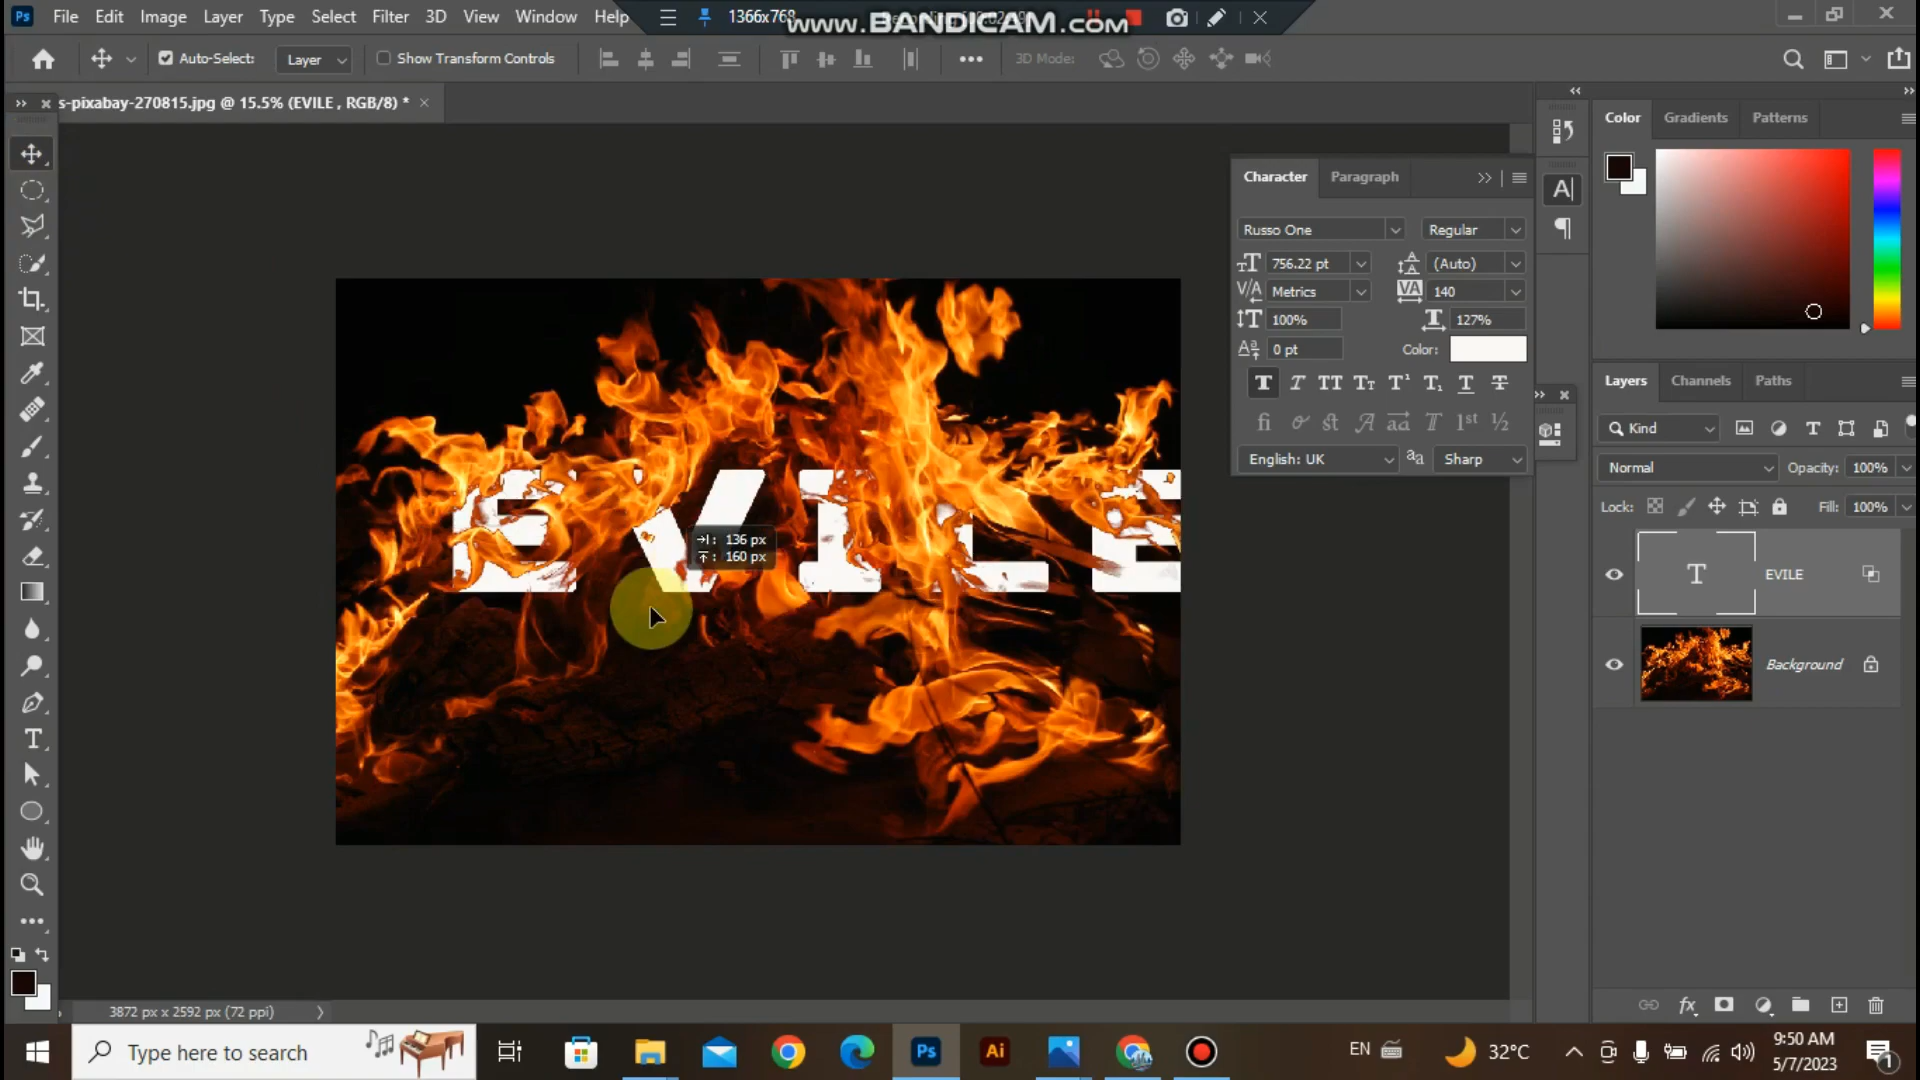 Ps File Edit Image Layer Type Select Filter 3D View Window Help
1366x768
www.BANDICAM.com
Auto-Select: Layer Show Transform Controls 3D Mode:
s-pixabay-270815.jpg @ 15.5% (EVILE , RGB/8) *
Character Paragraph
Russo One Regular
756.22 pt (Auto)
Metrics 140
100% 127%
0 pt Color:
English: UK Sharp
Color Gradients Patterns
Layers Channels Paths
Kind
Normal Opacity: 100%
Lock: Fill: 100%
EVILE
Background
EVILE
136 px
160 px
3872 px x 2592 px (72 ppi)
Type here to search
Ps Ai
EN 32°C
9:50 AM
5/7/2023
1